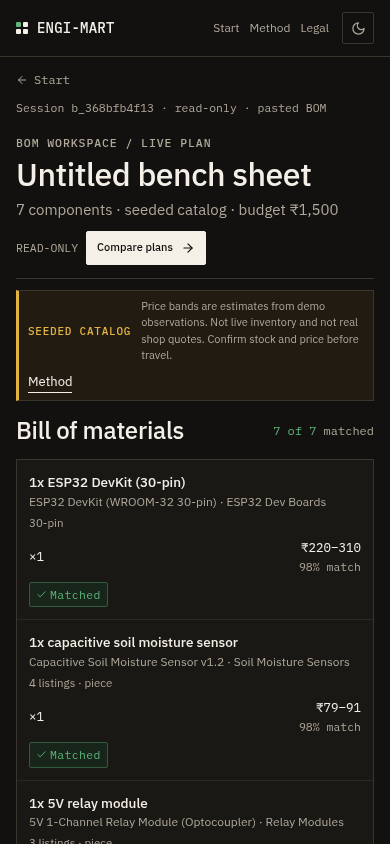 ENGI-MART
Start Method Legal
← Start
Session b_368bfb4f13 · read-only · pasted BOM
BOM WORKSPACE / LIVE PLAN
Untitled bench sheet
7 components · seeded catalog · budget ₹1,500
READ-ONLY Compare plans →
SEEDED CATALOG
Price bands are estimates from demo
observations. Not live inventory and not real
shop quotes. Confirm stock and price before
travel.
Method
Bill of materials
7 of 7 matched
1x ESP32 DevKit (30-pin)
ESP32 DevKit (WROOM-32 30-pin) · ESP32 Dev Boards
30-pin
×1
₹220–310
98% match
✓ Matched
1x capacitive soil moisture sensor
Capacitive Soil Moisture Sensor v1.2 · Soil Moisture Sensors
4 listings · piece
×1
₹79–91
98% match
✓ Matched
1x 5V relay module
5V 1-Channel Relay Module (Optocoupler) · Relay Modules
3 listings · piece